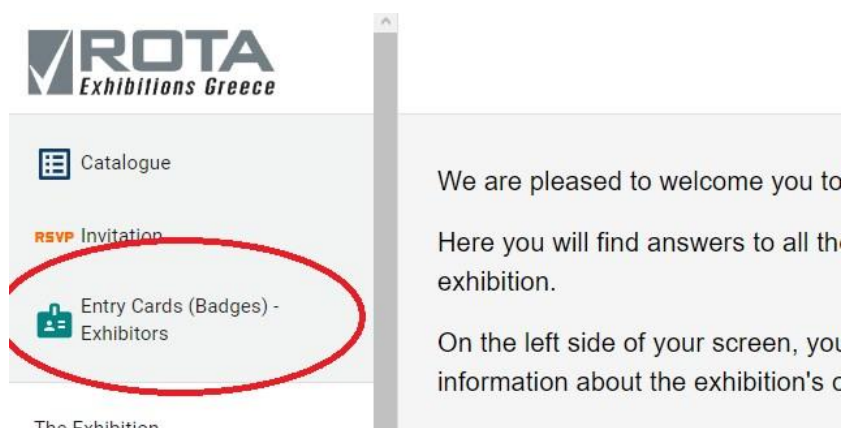 ROTA
Exhibitions Greece
Catalogue
RSVP Invitation
Entry Cards (Badges) -
Exhibitors
The Exhibition
We are pleased to welcome you to
Here you will find answers to all the
exhibition.
On the left side of your screen, you
information about the exhibition's